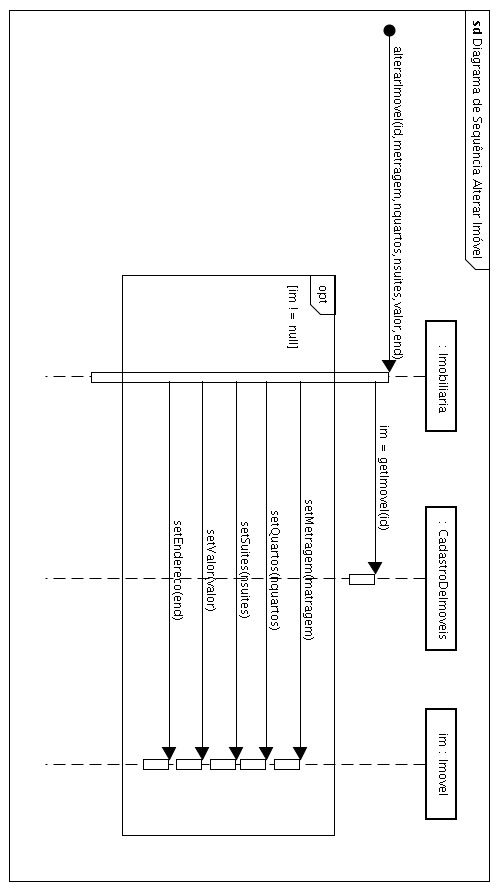 sd Diagrama de Sequência Alterar Imóvel
: Imobiliaria
: CadastroDeImoveis
im : Imovel
alterarImovel(id,metragem,nquartos,nsuites,valor,end)
im = getImovel(id)
opt
[im != null]
setMetragem(matragem)
setQuartos(nquartos)
setSuites(nsuites)
setValor(valor)
setEndereco(end)